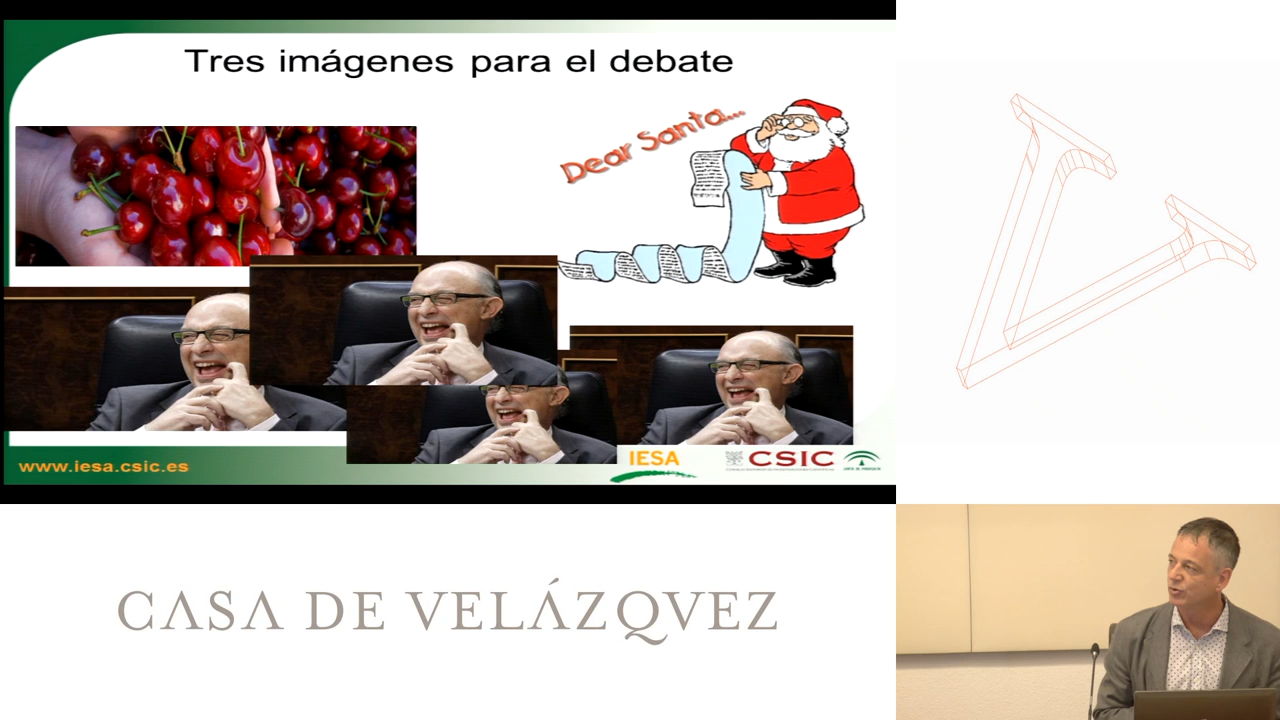 Tres imágenes para el debate
Dear Santa...
www.iesa.csic.es
IESA
CSIC
CASA DE VELÁZQVEZ